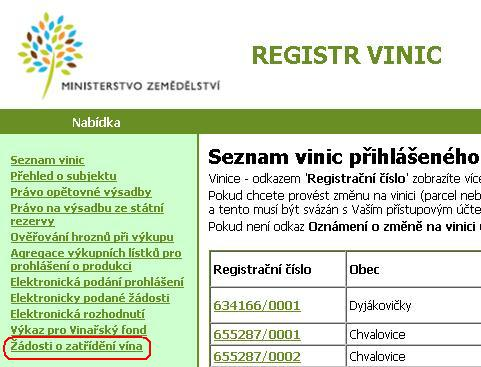 REGISTR VINIC
MINISTERSTVO ZEMĚDĚLSTVÍ
Nabídka
Seznam vinic
Přehled o subjektu
Právo opětovné výsadby
Právo na výsadbu ze státní
rezervy
Ověřování hroznů při výkupu
Agregace výkupních lístků pro
prohlášení o produkci
Elektronická podání prohlášení
Elektronicky podané žádosti
Elektronická rozhodnutí
Výkaz pro Vinařský fond
Žádosti o zatřídění vína
Seznam vinic přihlášeného
Vinice - odkazem 'Registrační číslo' zobrazíte více
Pokud chcete provést změnu na vinici (parcel neb
a tento musí být svázán s Vaším přístupovým účte
Pokud není odkaz Oznámení o změně na vinici u
Registrační číslo Obec
634166/0001 Dyjákovičky
655287/0001 Chvalovice
655287/0002 Chvalovice